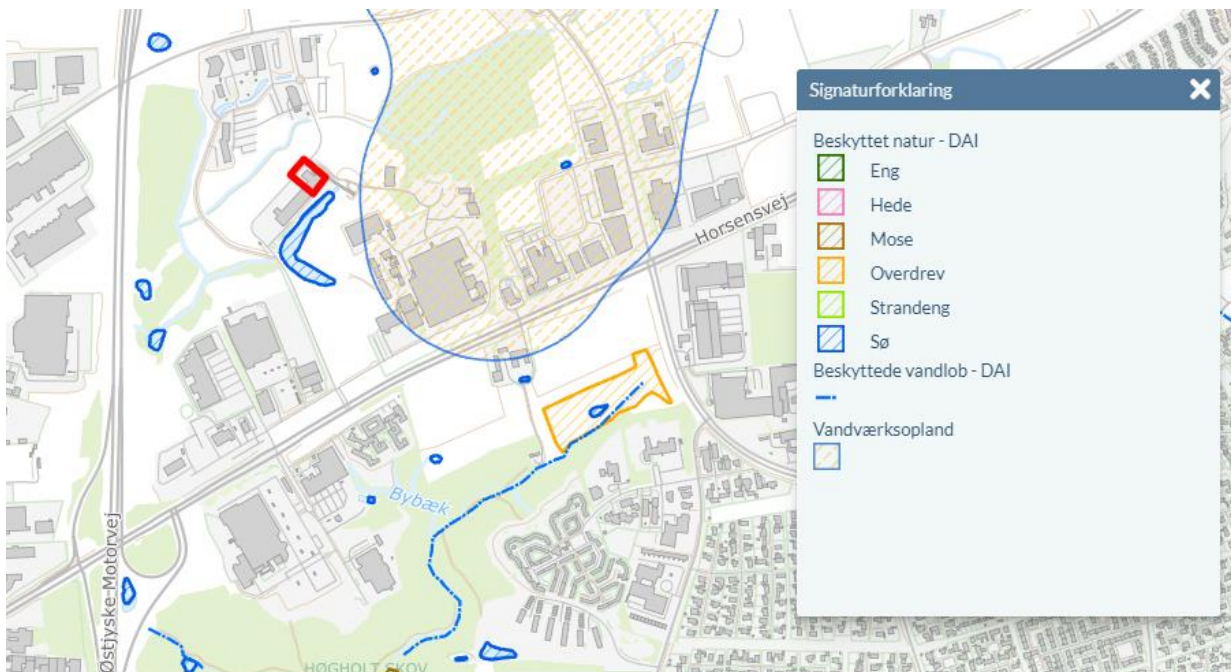 Signaturforklaring
Beskyttet natur - DAI
Eng
Hede
Mose
Overdrev
Strandeng
Sø
Beskyttede vandlob - DAI
Vandværksopland
Horsensvej
Bybæk
Østjyske-Motorvej
HØGHOLT SKOV